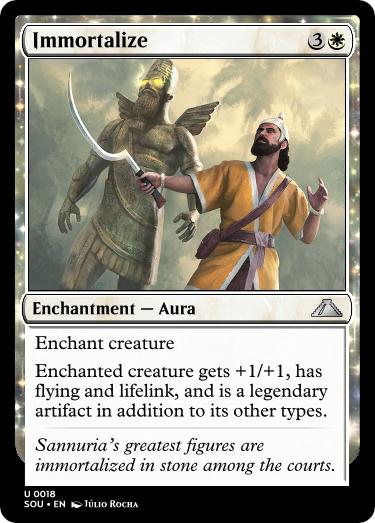 Immortalize 3
Enchantment — Aura
Enchant creature
Enchanted creature gets +1/+1, has
flying and lifelink, and is a legendary
artifact in addition to its other types.
Sannuria's greatest figures are
immortalized in stone among the courts.
U 0018
SOU • EN Júlio Rocha